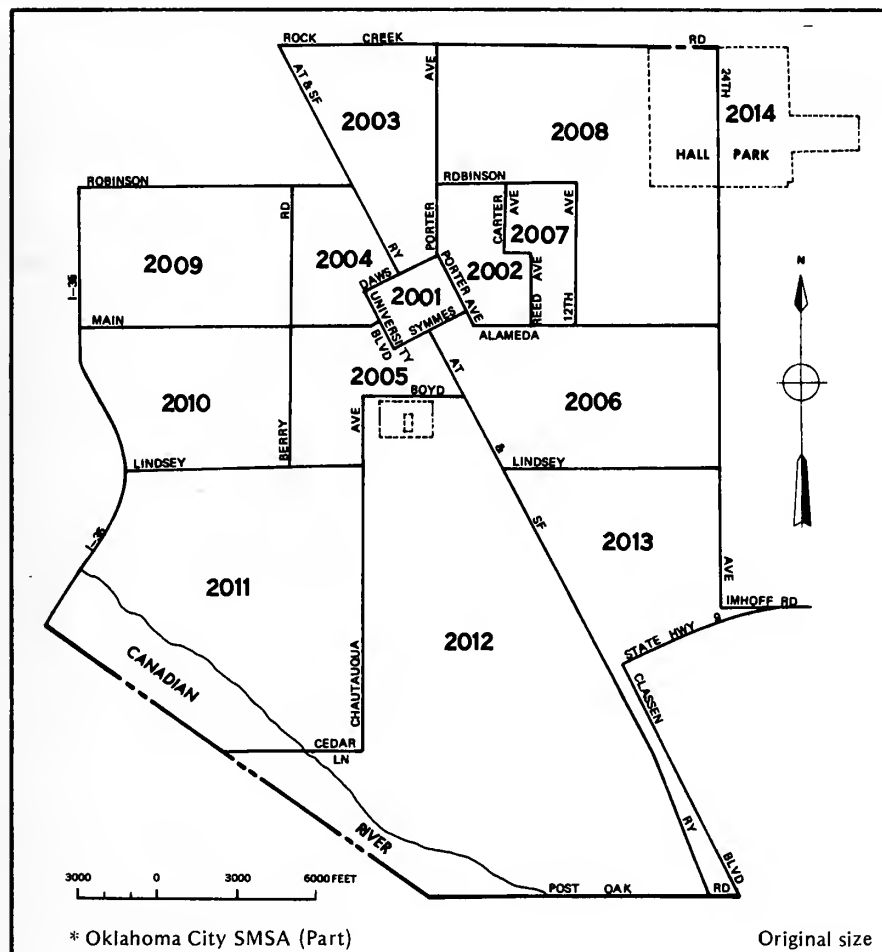 ROCK CREEK RD
AT & SF
AVE
24TH
2003
2008
2014
HALL PARK
ROBINSON
RD
RDBINSON
CARTER
AVE
AVE
2007
PORTER
2009
2004
RY
2002
PORTER AVE
REED AVE
12TH
N
I-35
DAWS
2001
UNIVERSITY
BLVD
SYMMES
MAIN
ALAMEDA
AT
2005
BOYD
2010
AVE
2006
BERRY
LINDSEY
&
LINDSEY
SF
I-35
2013
2011
AVE
IMHOFF RD
STATE HWY 9
2012
CANADIAN
CHAUTAUQUA
CLASSEN
CEDAR
LN
RIVER
RY
BLVD
3000 0 3000 6000 FEET
POST OAK RD
* Oklahoma City SMSA (Part)
Original size